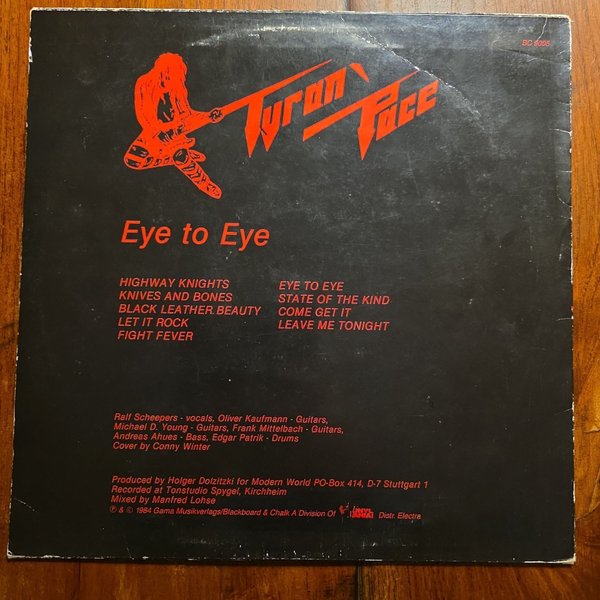 BC 9005
Tyran' Pace
Eye to Eye
HIGHWAY KNIGHTS
KNIVES AND BONES
BLACK LEATHER BEAUTY
LET IT ROCK
FIGHT FEVER
EYE TO EYE
STATE OF THE KIND
COME GET IT
LEAVE ME TONIGHT
Ralf Scheepers - vocals, Oliver Kaufmann - Guitars,
Michael D. Young - Guitars, Frank Mittelbach - Guitars,
Andreas Ahues - Bass, Edgar Patrik - Drums
Cover by Conny Winter
Produced by Holger Dolzitzki for Modern World PO-Box 414, D-7 Stuttgart 1
Recorded at Tonstudio Spygel, Kirchheim
Mixed by Manfred Lohse
℗ & © 1984 Gama Musikverlags/Blackboard & Chalk A Division Of Distr. Electra